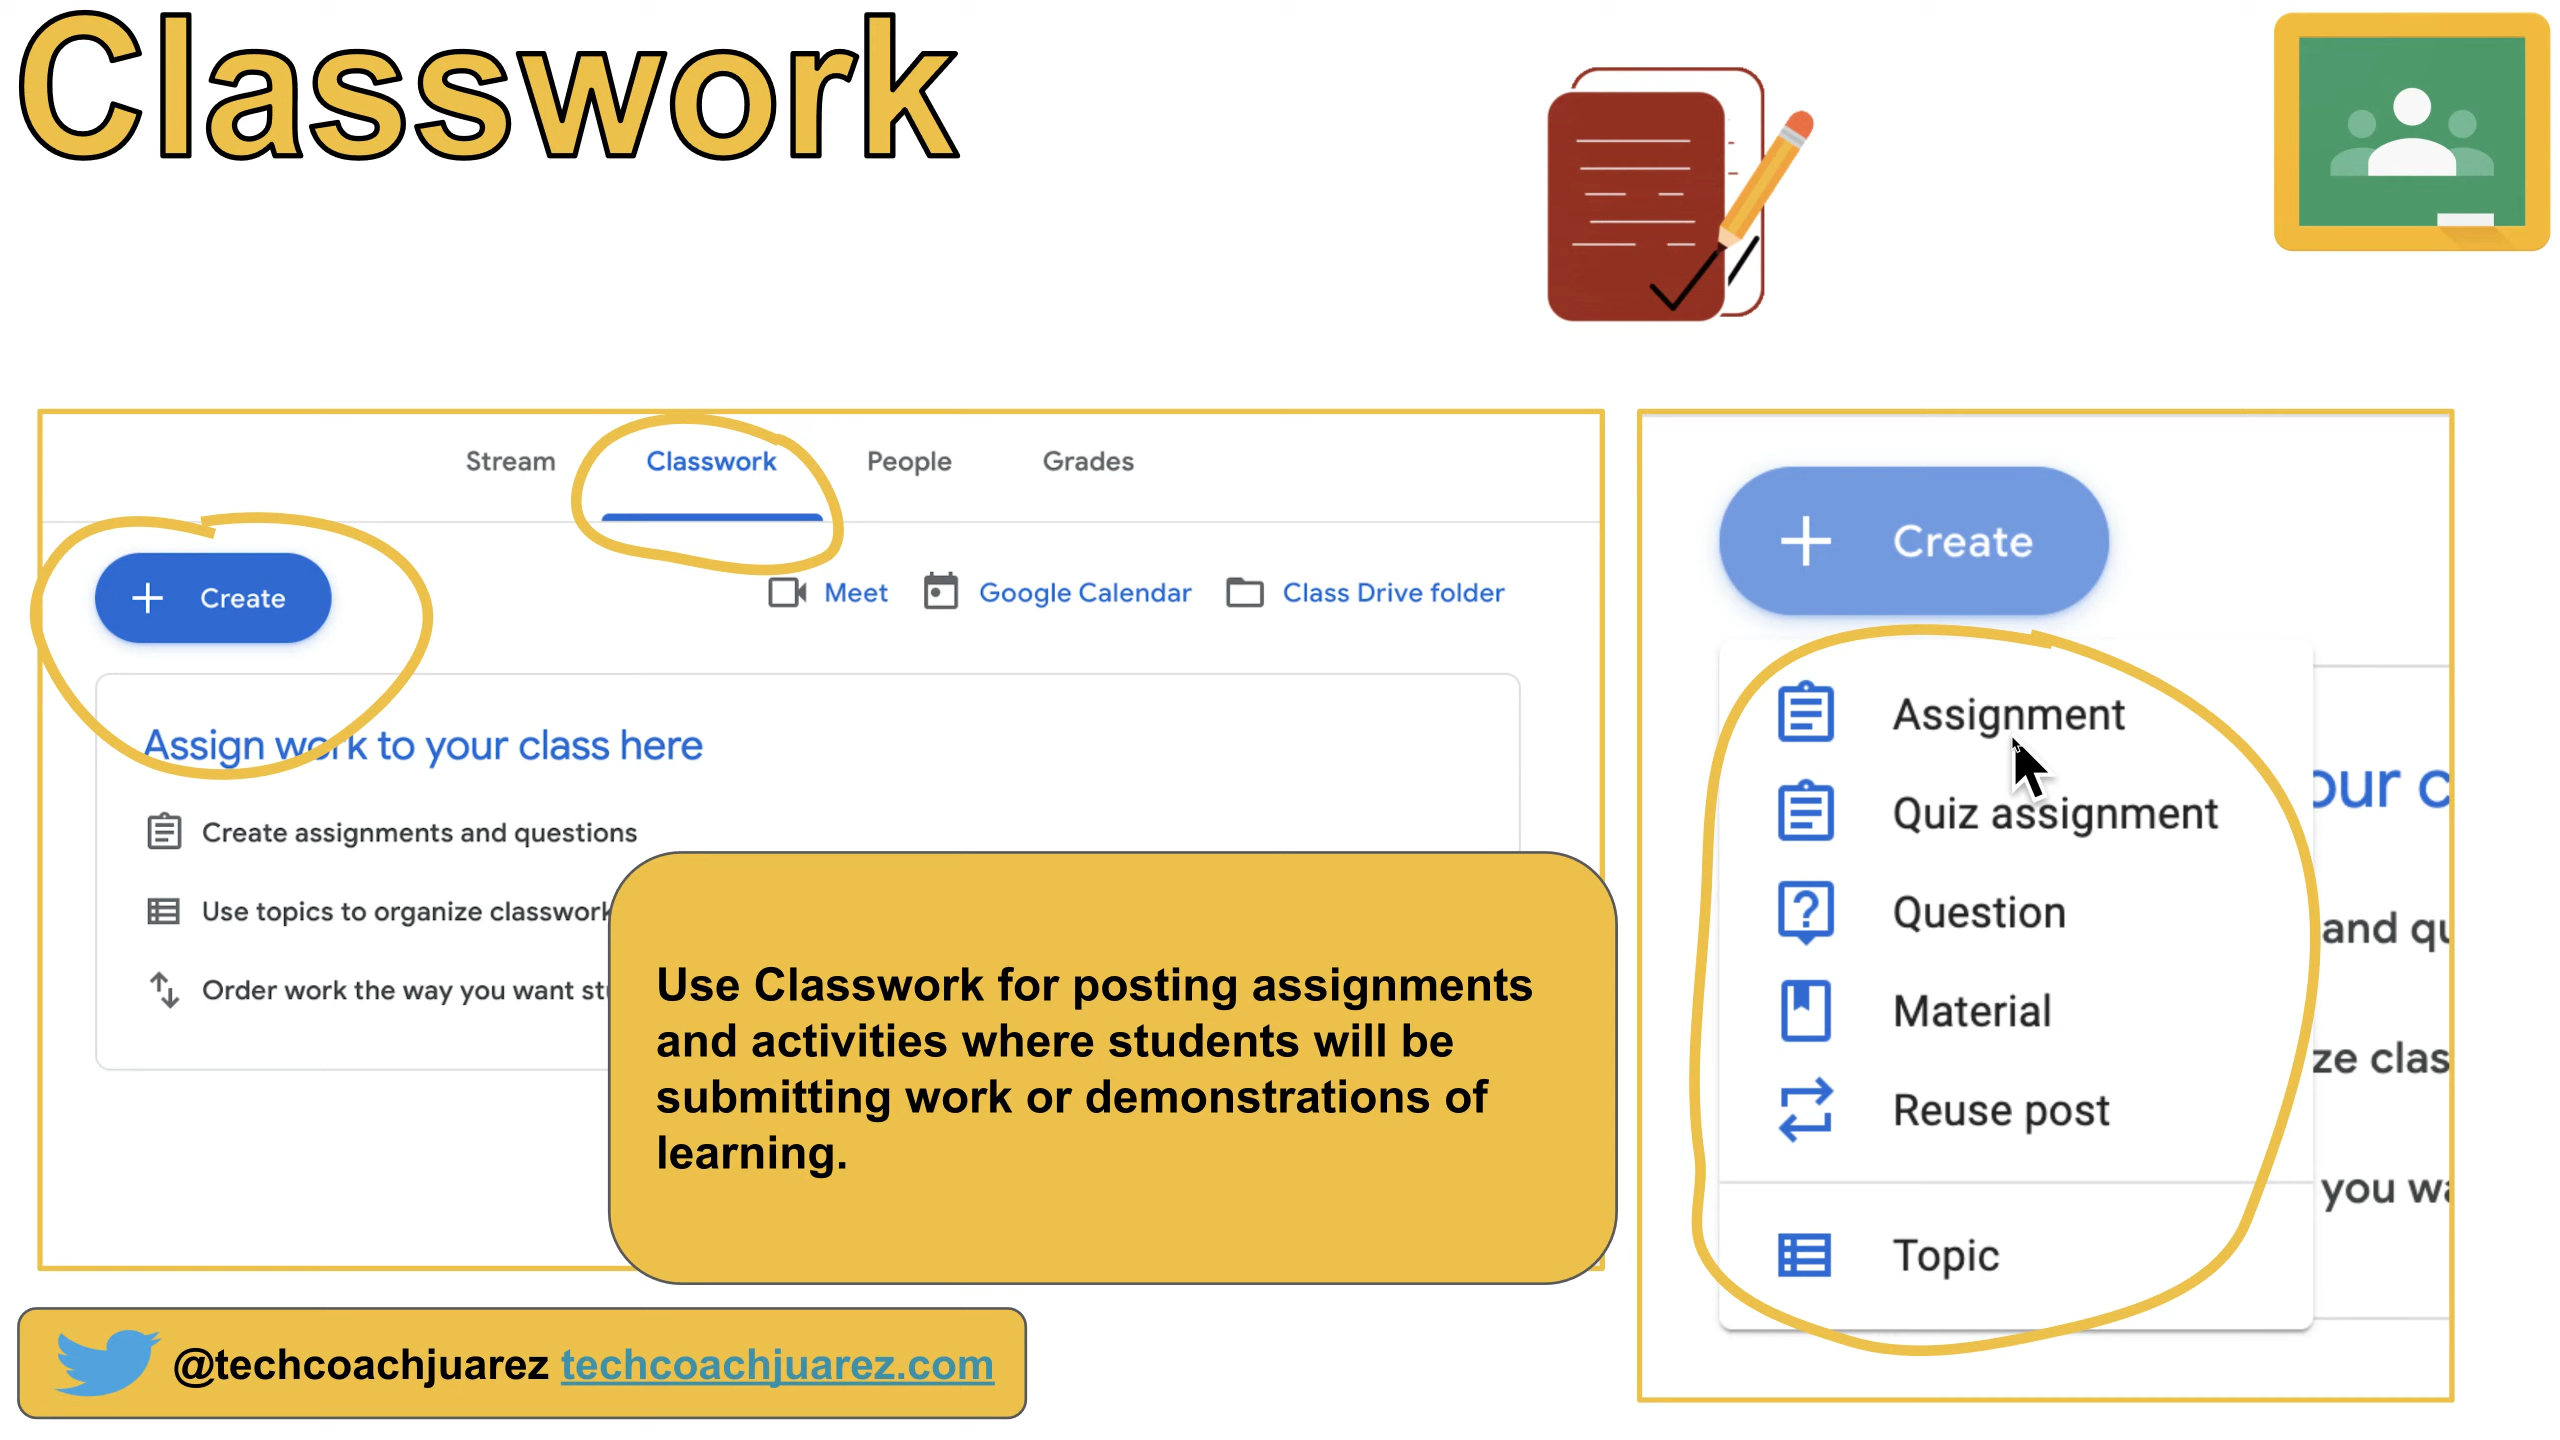 Classwork
Stream Classwork People Grades
Create
Meet Google Calendar Class Drive folder
Assign work to your class here
Create assignments and questions
Use topics to organize classwork
Order work the way you want
Use Classwork for posting assignments
and activities where students will be
submitting work or demonstrations of
learning.
@techcoachjuarez techcoachjuarez.com
Create
Assignment
Quiz assignment
Question
Material
Reuse post
Topic
our c
and qu
ze clas
you wa